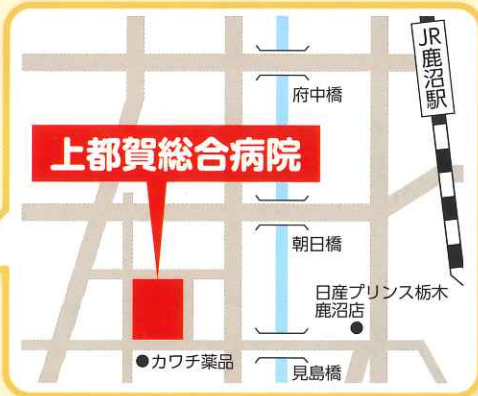 JR鹿沼駅
府中橋
上都賀総合病院
朝日橋
日産プリンス栃木
鹿沼店
●カワチ薬品
見島橋